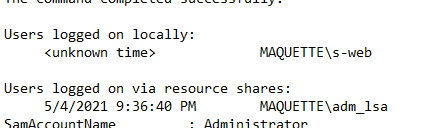 The command completed successfully.
Users logged on locally:
<unknown time> MAQUETTE\s-web
Users logged on via resource shares:
5/4/2021 9:36:40 PM MAQUETTE\adm_lsa
SamAccountName : Administrator